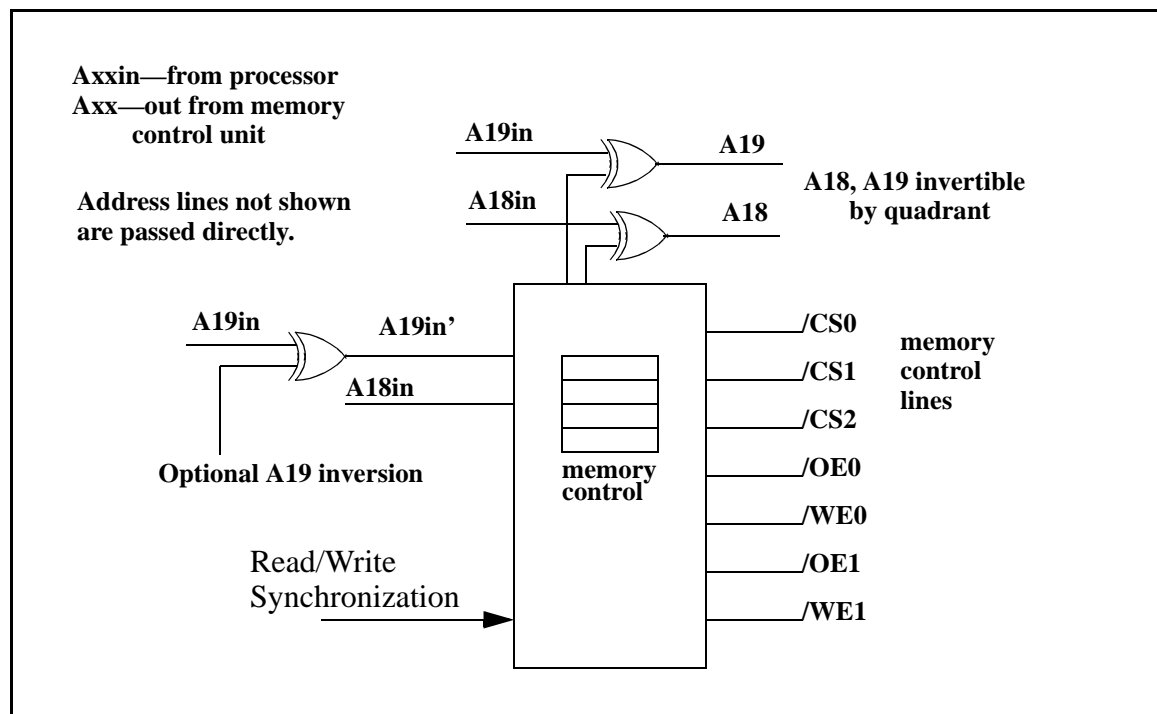 Axxin—from processor
Axx—out from memory
control unit
Address lines not shown
are passed directly.
A19in
A19
A18in
A18
A18, A19 invertible
by quadrant
A19in
A19in’
A18in
Optional A19 inversion
memory
control
Read/Write
Synchronization
/CS0
/CS1
/CS2
/OE0
/WE0
/OE1
/WE1
memory
control
lines